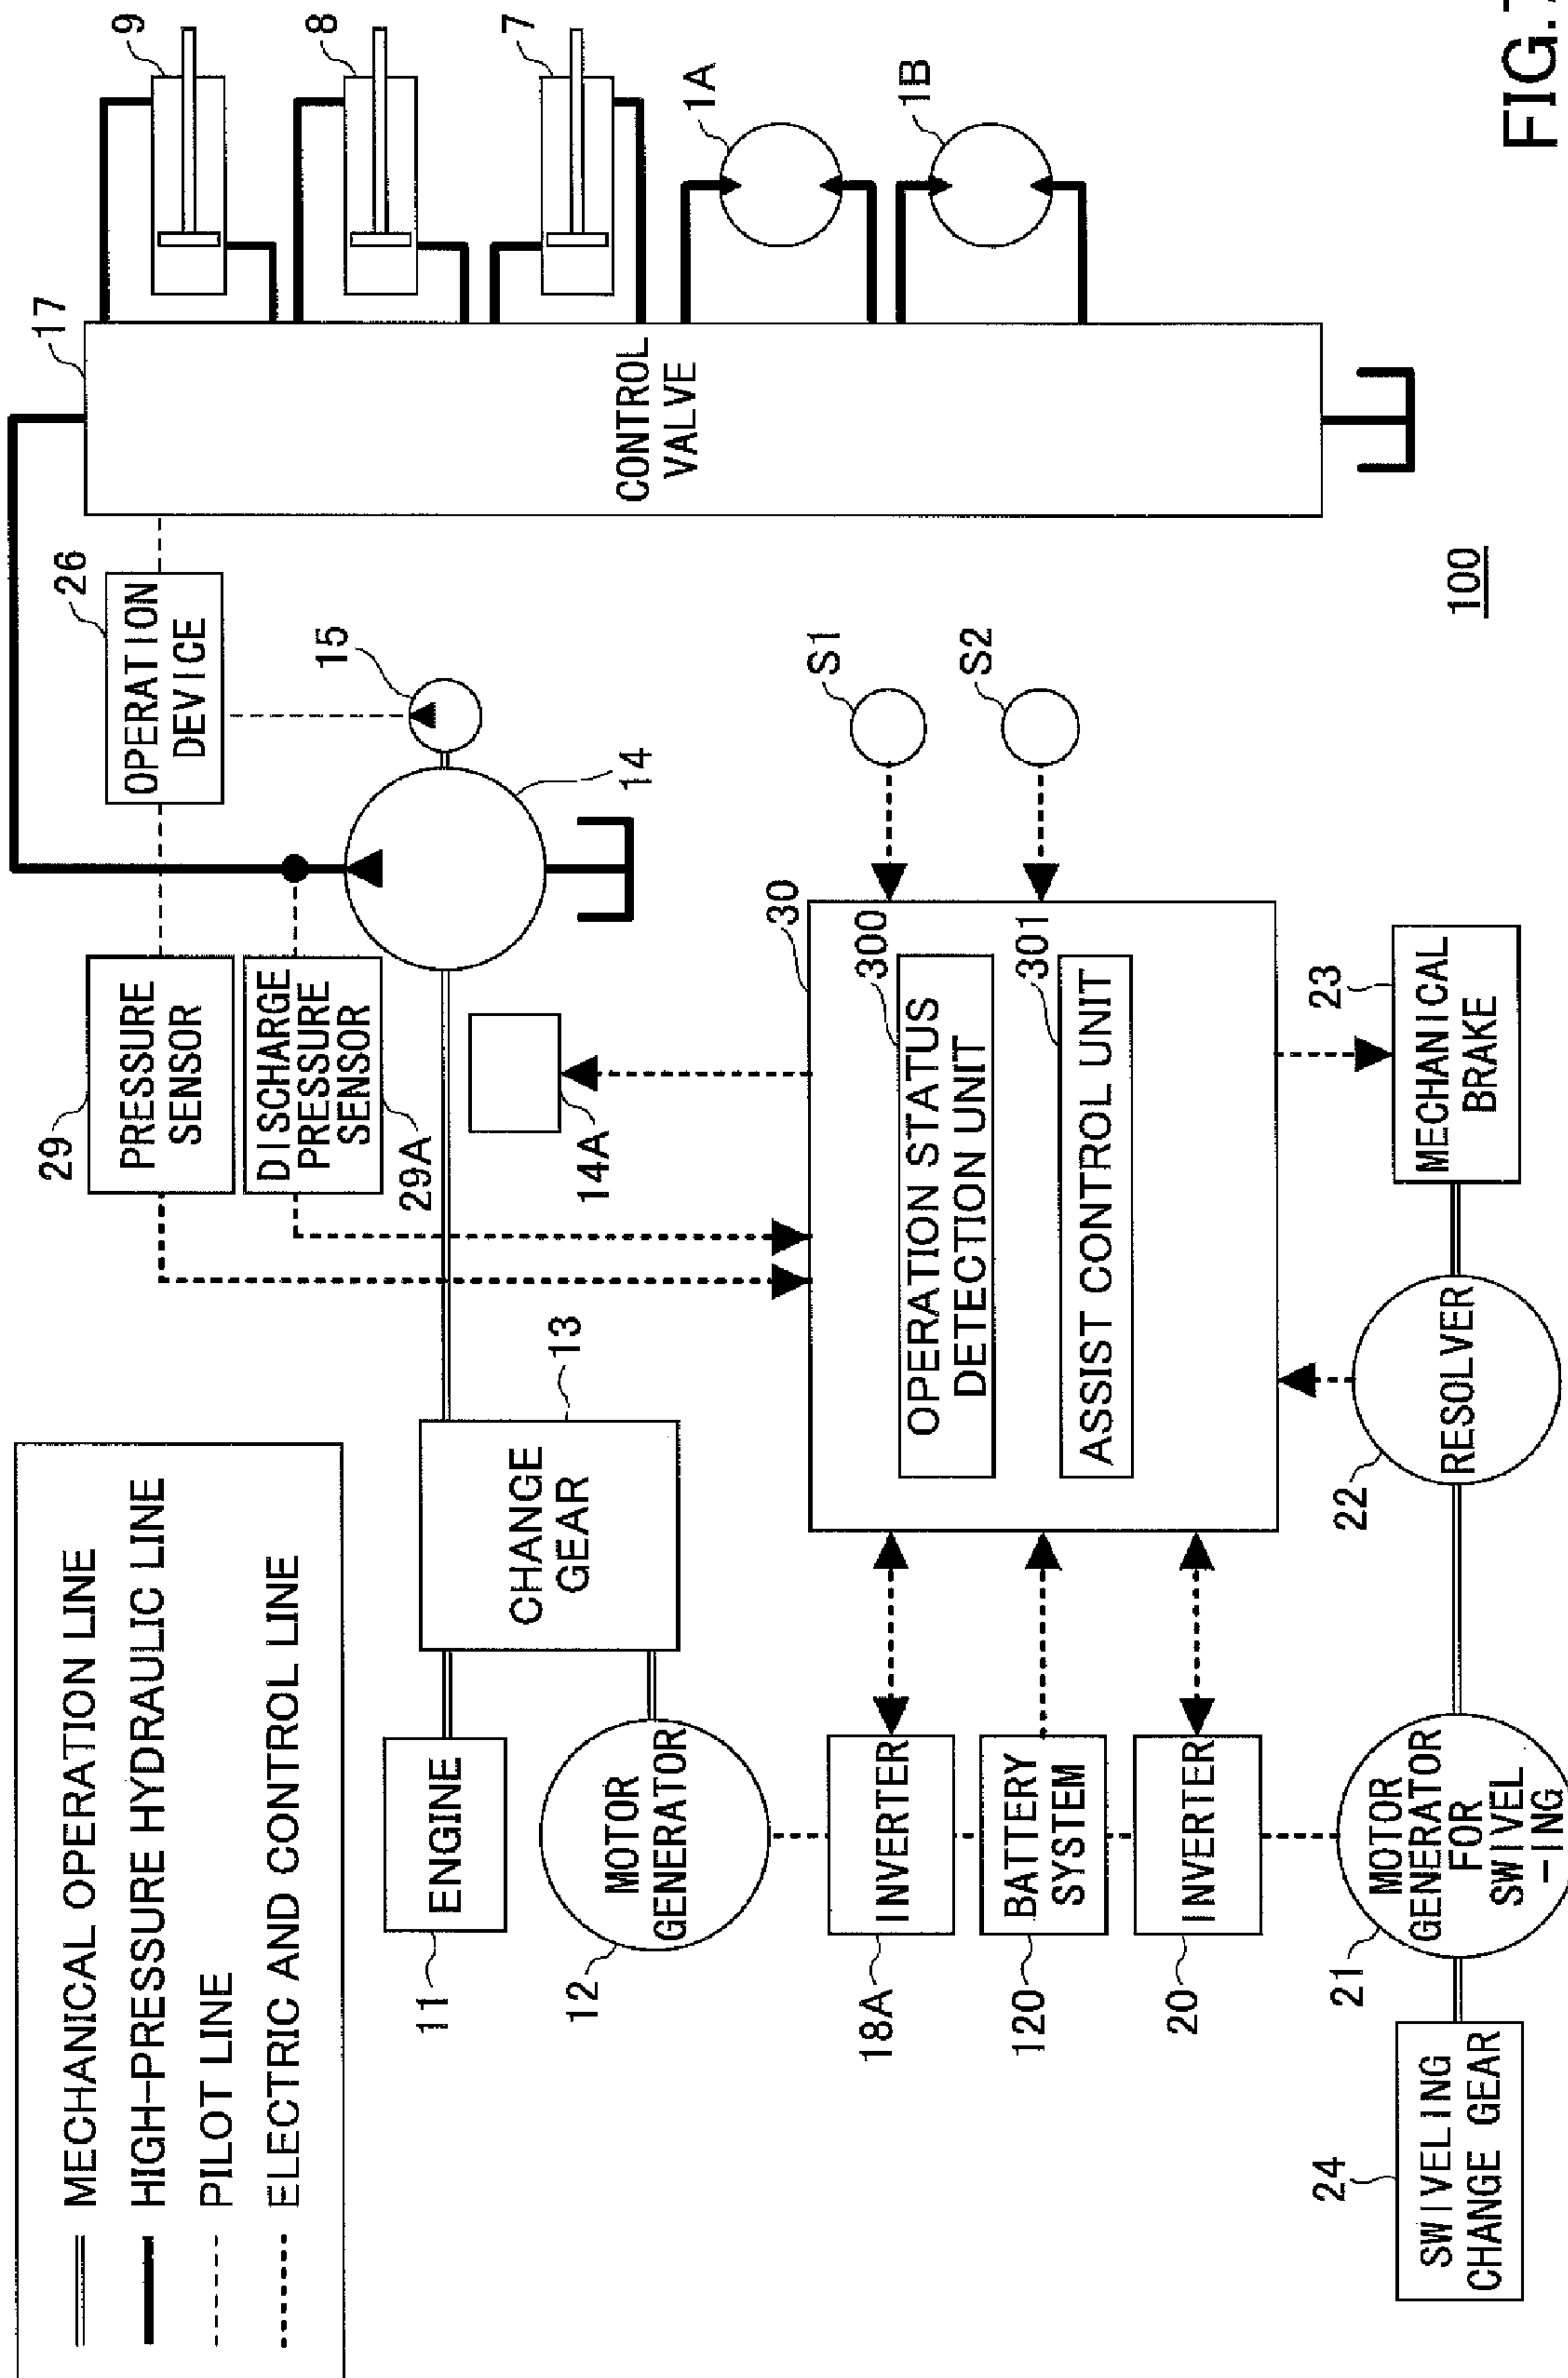 MECHANICAL OPERATION LINE
HIGH-PRESSURE HYDRAULIC LINE
PILOT LINE
ELECTRIC AND CONTROL LINE
29
PRESSURE
SENSOR
DISCHARGE
PRESSURE
SENSOR
29A
26
OPERATION
DEVICE
15
14
14A
17
CONTROL
VALVE
9
8
7
1A
1B
11
ENGINE
12
MOTOR
GENERATOR
CHANGE
GEAR
13
18A
INVERTER
120
BATTERY
SYSTEM
20
INVERTER
30
300
OPERATION STATUS
DETECTION UNIT
301
ASSIST CONTROL UNIT
S1
S2
24
SWIVELING
CHANGE GEAR
21
MOTOR
GENERATOR
FOR
SWIVEL
-ING
22
RESOLVER
23
MECHANICAL
BRAKE
100